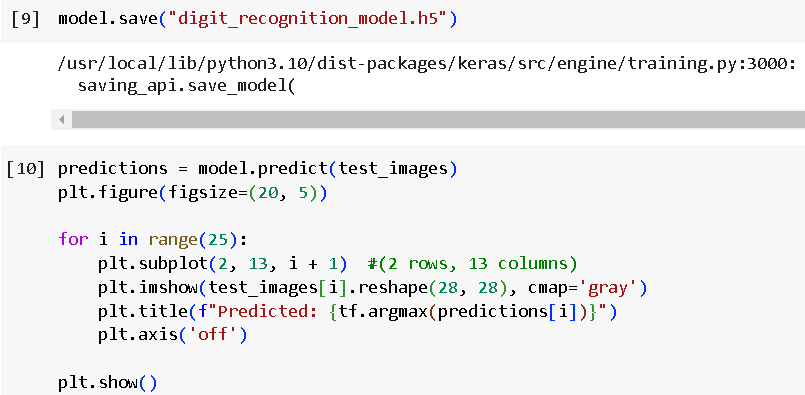 [9] model.save("digit_recognition_model.h5")
/usr/local/lib/python3.10/dist-packages/keras/src/engine/training.py:3000:
  saving_api.save_model(
[10] predictions = model.predict(test_images)
plt.figure(figsize=(20, 5))
for i in range(25):
    plt.subplot(2, 13, i + 1)  #(2 rows, 13 columns)
    plt.imshow(test_images[i].reshape(28, 28), cmap='gray')
    plt.title(f"Predicted: {tf.argmax(predictions[i])}")
    plt.axis('off')
plt.show()